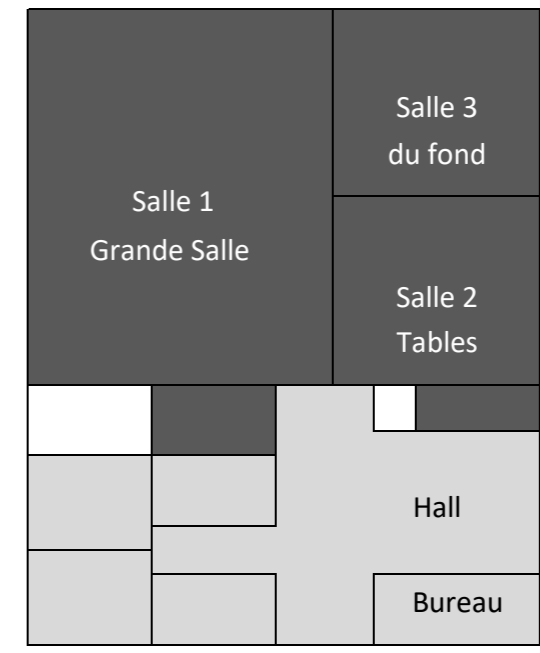 Salle 3
du fond
Salle 1
Grande Salle
Salle 2
Tables
Hall
Bureau